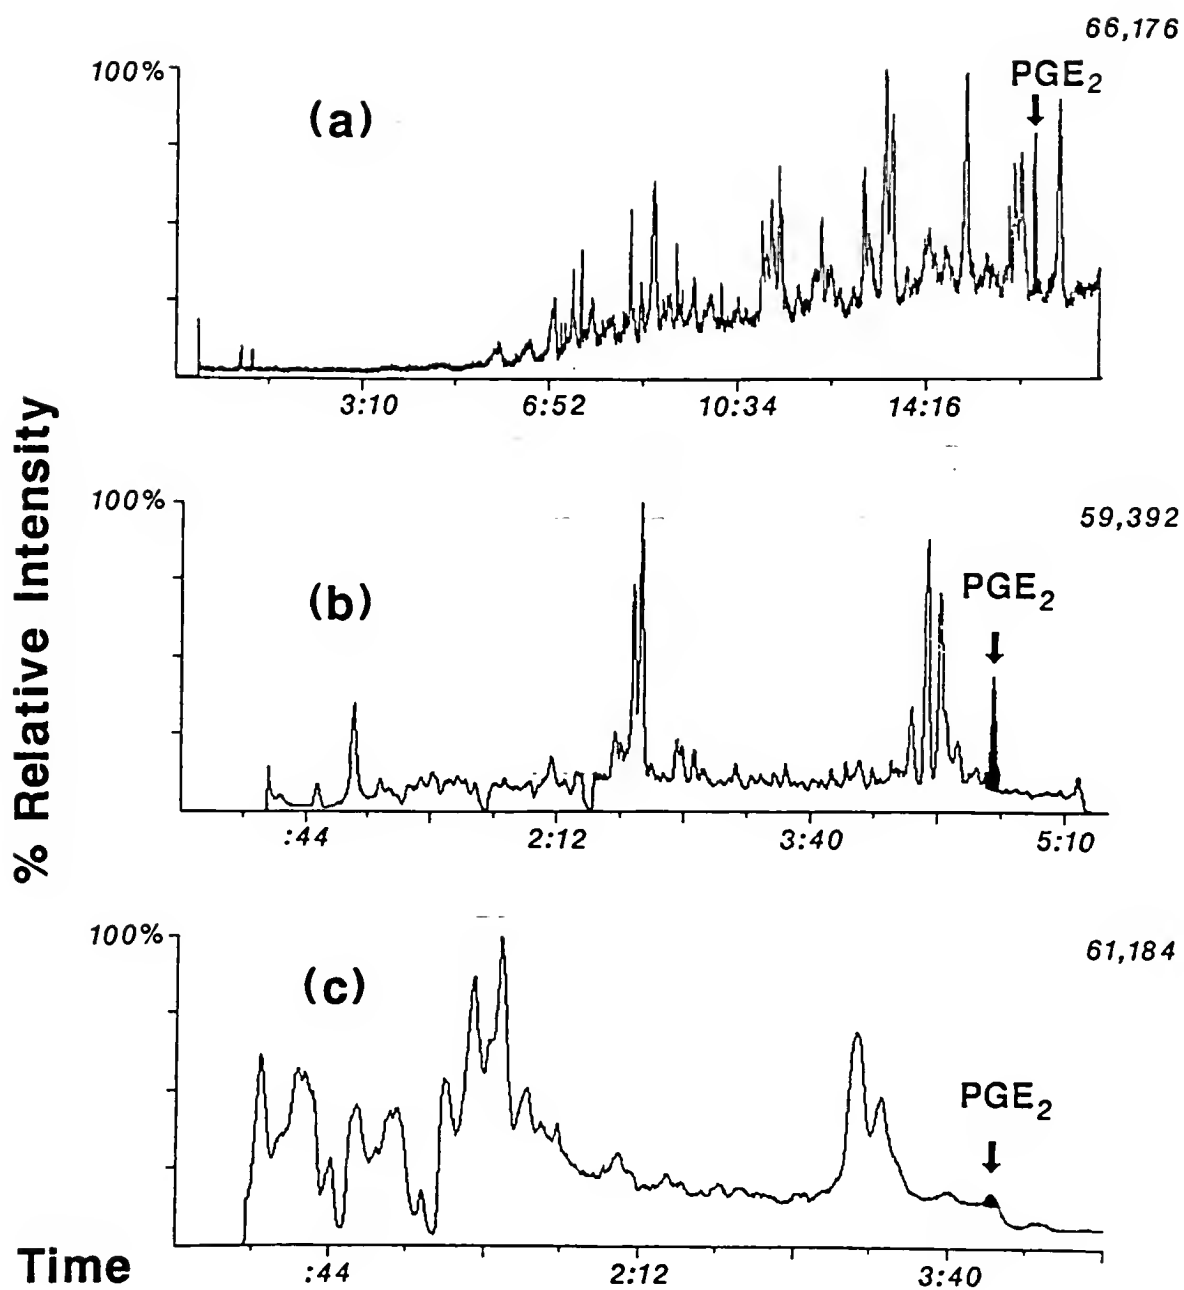 66,176
100%
(a)
PGE2
3:10 6:52 10:34 14:16
% Relative Intensity
100%
59,392
(b)
PGE2
:44 2:12 3:40 5:10
100%
61,184
(c)
PGE2
Time
:44 2:12 3:40